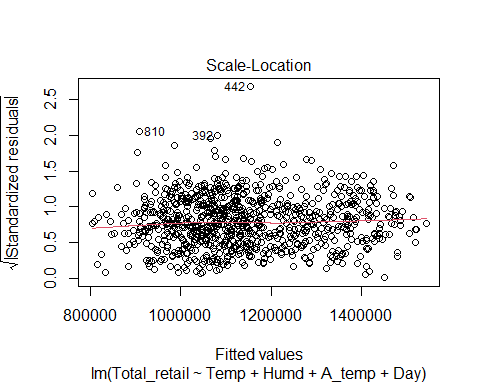 Scale-Location
√|Standardized residuals|
2.5
2.0
1.5
1.0
0.5
0.0
442
810
392
800000 1000000 1200000 1400000
Fitted values
lm(Total_retail ~ Temp + Humd + A_temp + Day)